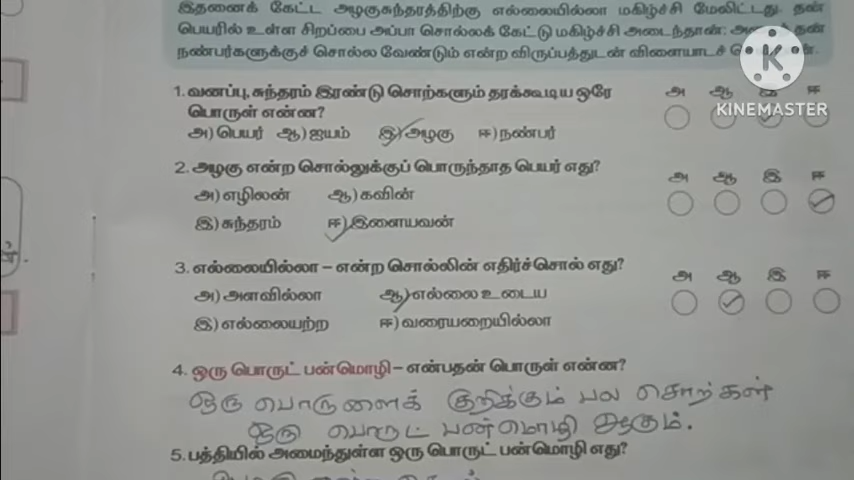 இதனைக் கேட்ட அழகுசுந்தரத்திற்கு எல்லையில்லா மகிழ்ச்சி மேலிட்டது. தன்
பெயரில் உள்ள சிறப்பை அப்பா சொல்லக் கேட்டு மகிழ்ச்சி அடைந்தான்;
நண்பர்களுக்குச் சொல்ல வேண்டும் என்ற விருப்பத்துடன் விளையாடச்
KINEMASTER
1. வனப்பு, சுந்தரம் இரண்டு சொற்களும் தரக்கூடிய ஒரே அ ஆ இ ஈ
பொருள் என்ன?
அ) பெயர் ஆ) ஐயம் இ) அழகு ஈ) நண்பர்
2. அழகு என்ற சொல்லுக்குப் பொருந்தாத பெயர் எது? அ ஆ இ ஈ
அ) எழிலன் ஆ) கவின்
இ) சுந்தரம் ஈ) இளையவன்
3. எல்லையில்லா – என்ற சொல்லின் எதிர்ச்சொல் எது? அ ஆ இ ஈ
அ) அளவில்லா ஆ) எல்லை உடைய
இ) எல்லையற்ற ஈ) வரையறையில்லா
4. ஒரு பொருட் பன்மொழி – என்பதன் பொருள் என்ன?
ஒரு பொருளைக் குறிக்கும் பல சொற்கள்
ஒரு பொருட் பன்மொழி ஆகும்.
5. பத்தியில் அமைந்துள்ள ஒரு பொருட் பன்மொழி எது?